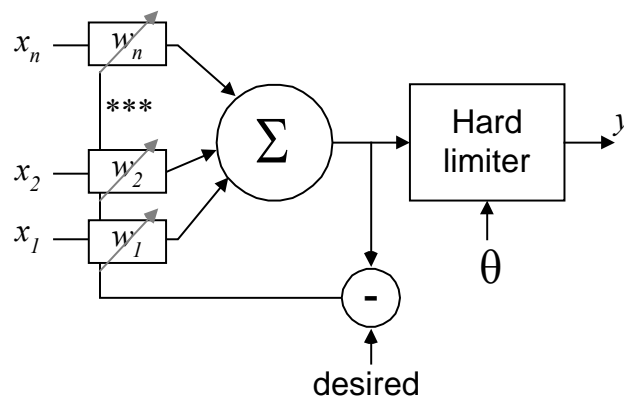 xn wn
***
Σ
Hard
limiter
y
x2 w2
x1 w1
θ
-
desired